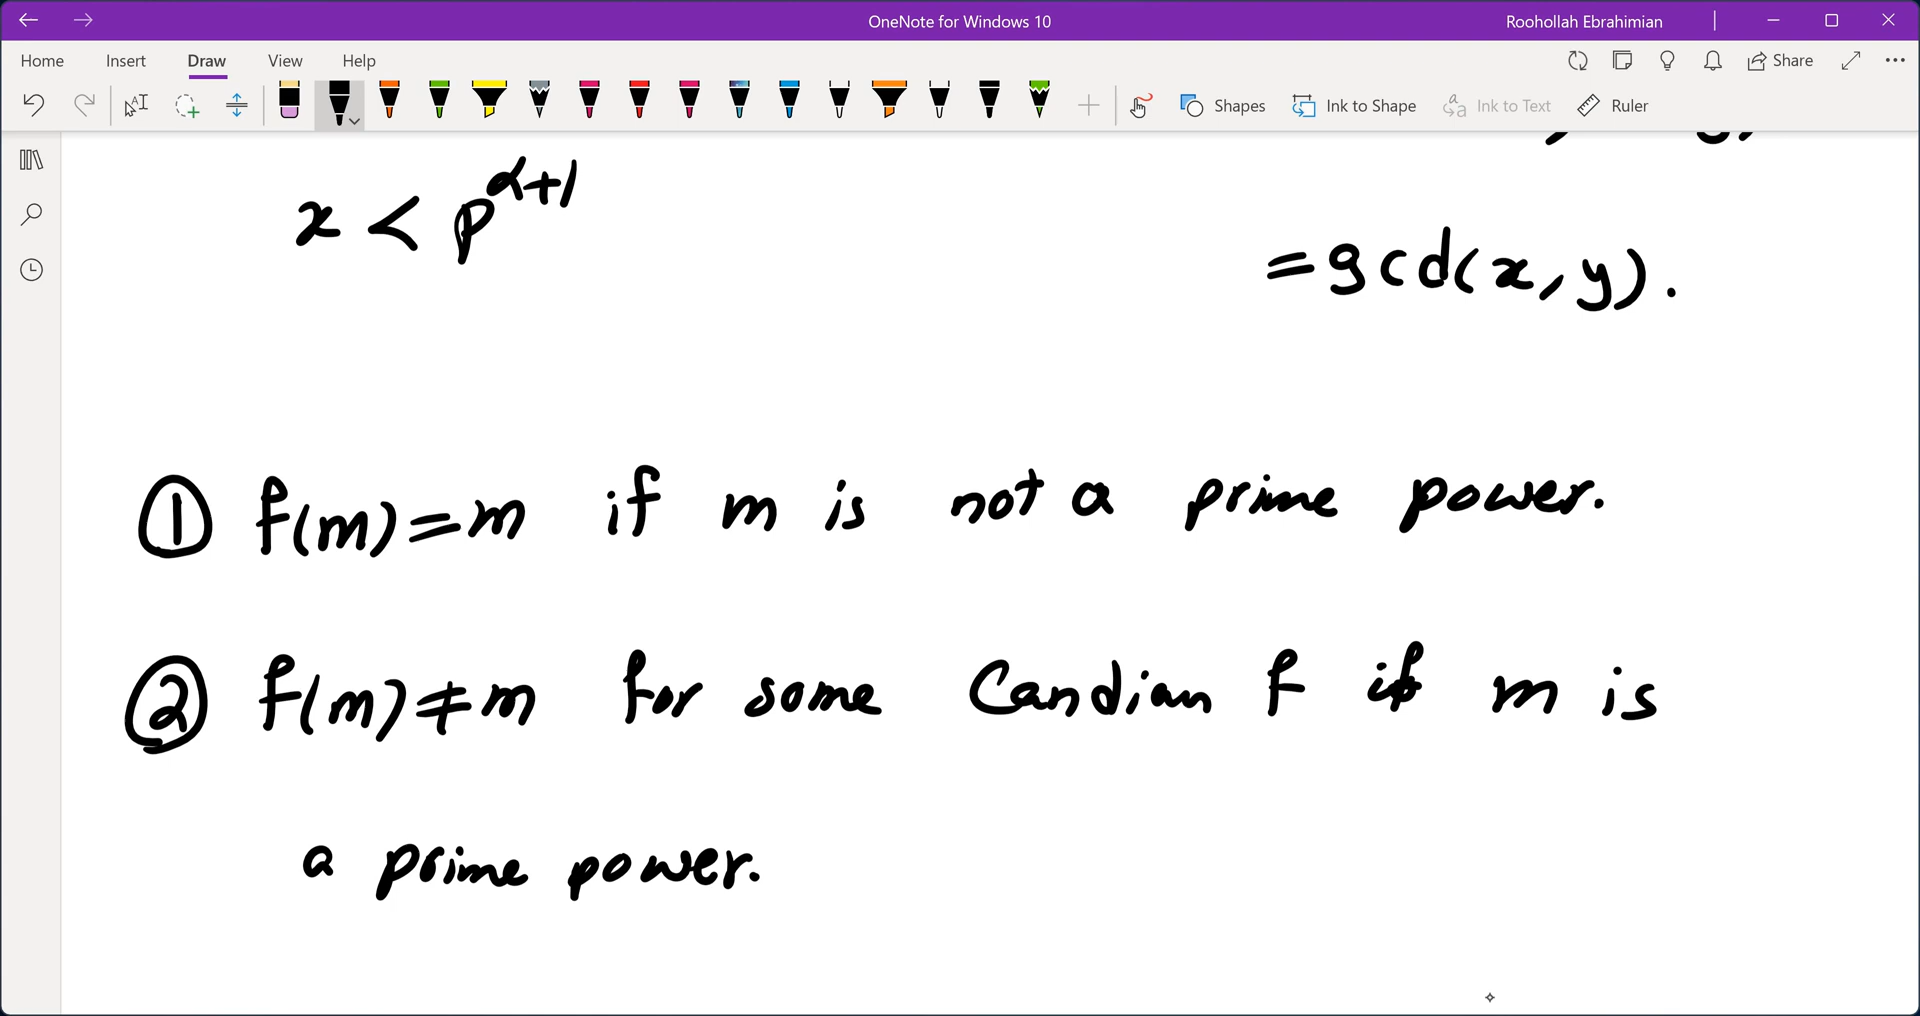 OneNote for Windows 10
Roohollah Ebrahimian
Home Insert Draw View Help
Share
Shapes Ink to Shape Ink to Text Ruler
x < p^{α+1}
= gcd(x, y).
① f(m) = m if m is not a prime power.
② f(m) ≠ m for some Candian f if m is
a prime power.